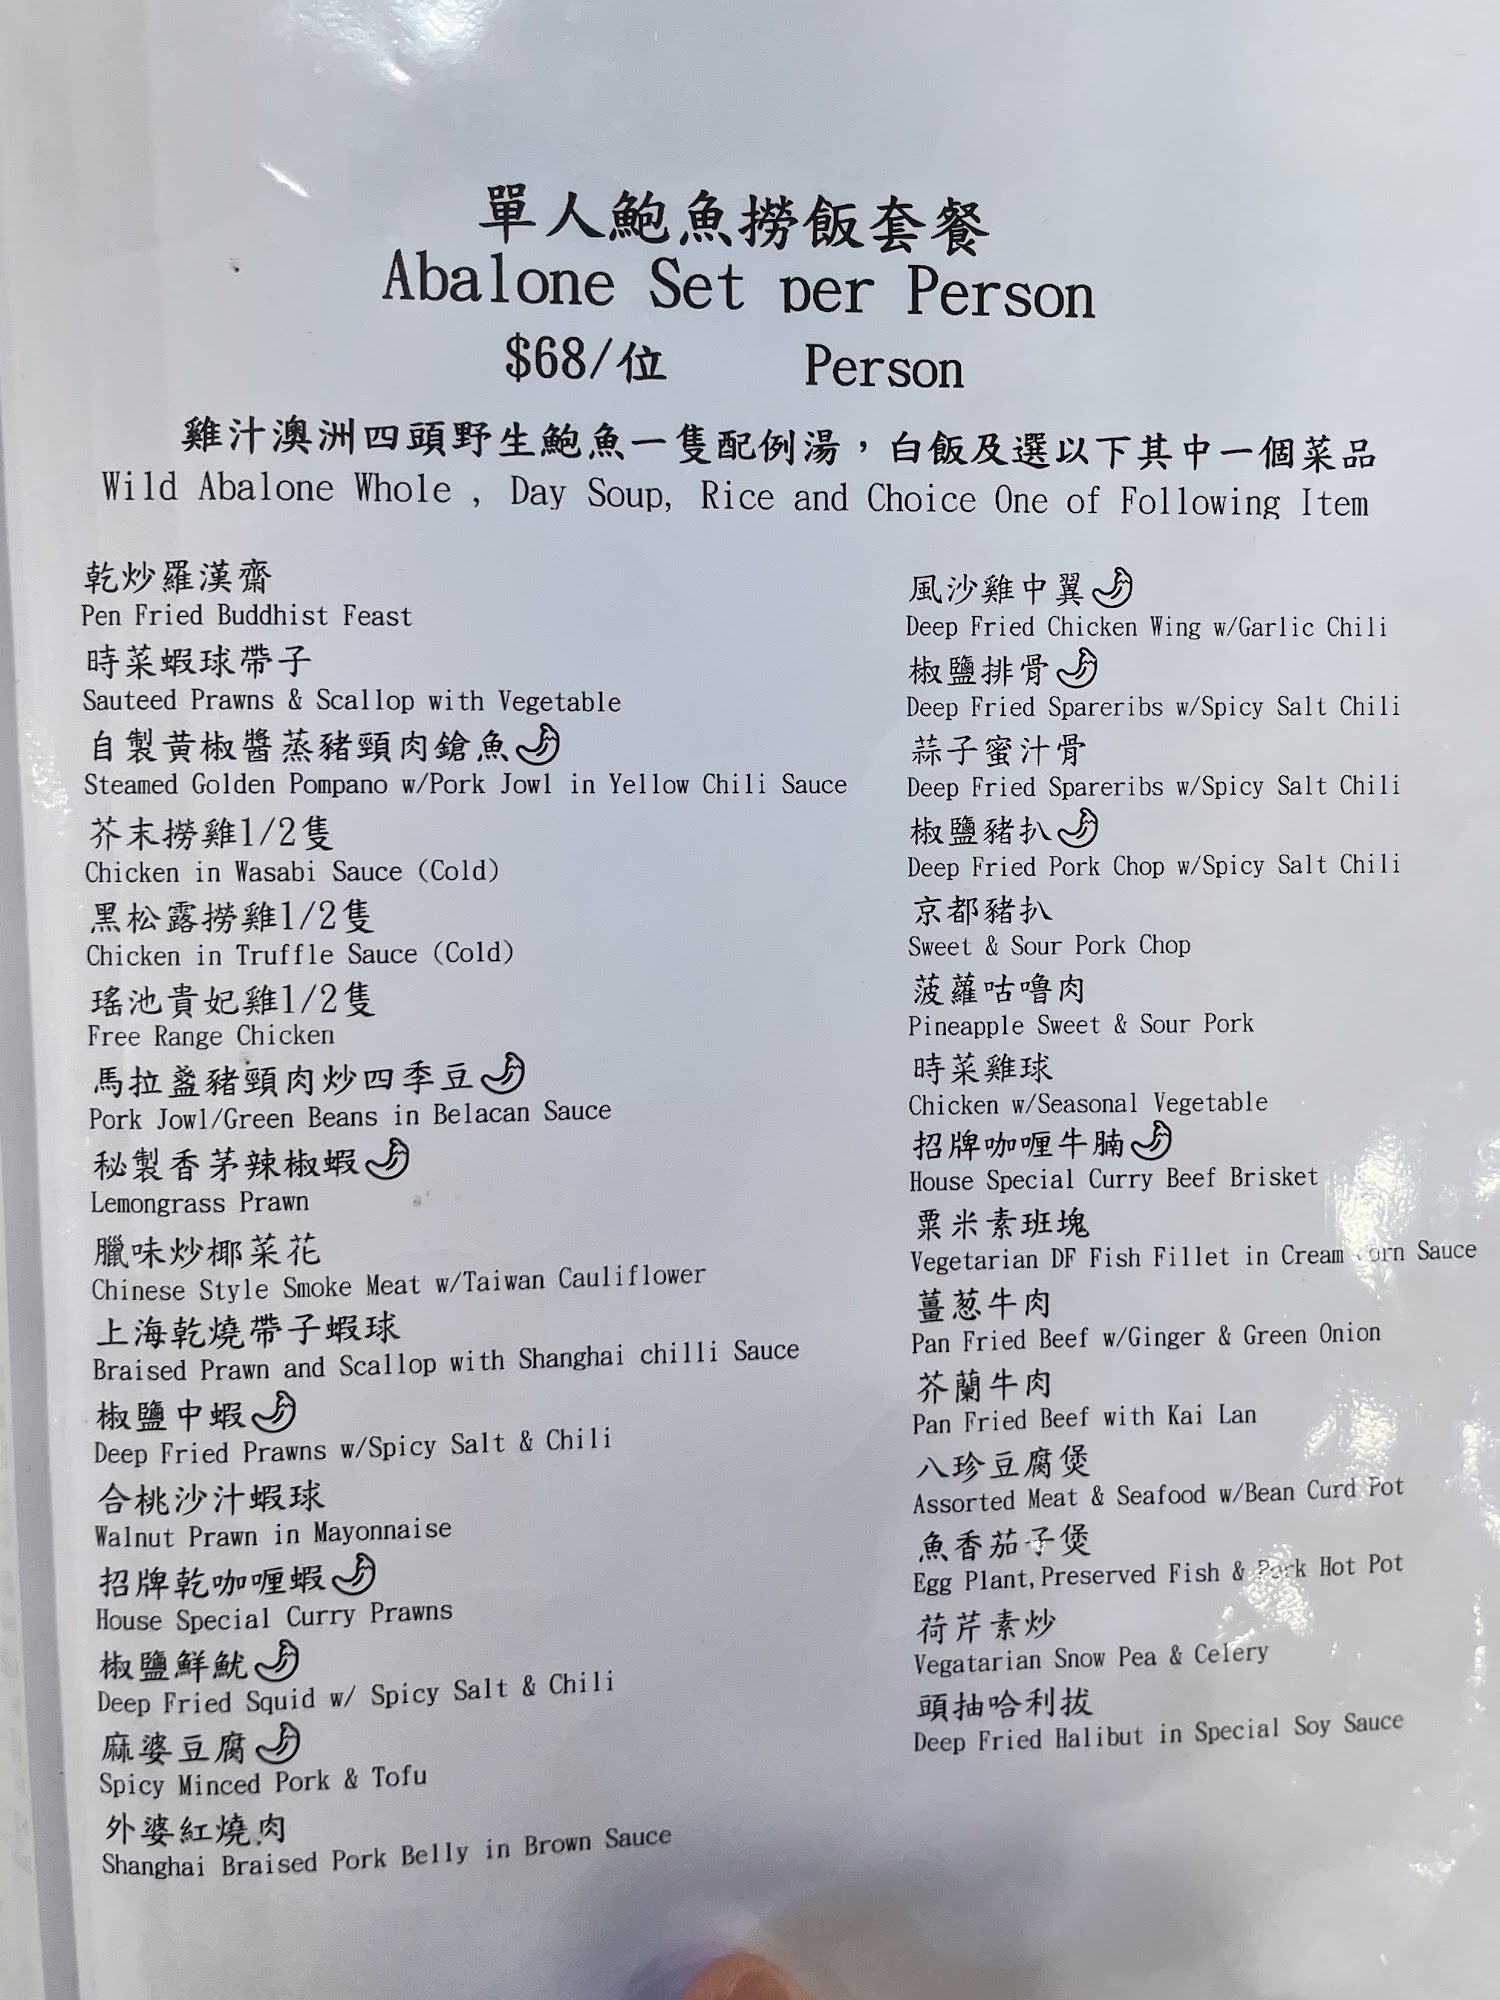 單人鮑魚撈飯套餐
Abalone Set per Person
$68/位 Person
雞汁澳洲四頭野生鮑魚一隻配例湯，白飯及選以下其中一個菜品
Wild Abalone Whole , Day Soup, Rice and Choice One of Following Item
乾炒羅漢齋
Pen Fried Buddhist Feast
時菜蝦球帶子
Sauteed Prawns & Scallop with Vegetable
自製黃椒醬蒸豬頸肉鎗魚
Steamed Golden Pompano w/Pork Jowl in Yellow Chili Sauce
芥末撈雞1/2隻
Chicken in Wasabi Sauce (Cold)
黑松露撈雞1/2隻
Chicken in Truffle Sauce (Cold)
瑤池貴妃雞1/2隻
Free Range Chicken
馬拉盞豬頸肉炒四季豆
Pork Jowl/Green Beans in Belacan Sauce
秘製香茅辣椒蝦
Lemongrass Prawn
臘味炒椰菜花
Chinese Style Smoke Meat w/Taiwan Cauliflower
上海乾燒帶子蝦球
Braised Prawn and Scallop with Shanghai chilli Sauce
椒鹽中蝦
Deep Fried Prawns w/Spicy Salt & Chili
合桃沙汁蝦球
Walnut Prawn in Mayonnaise
招牌乾咖喱蝦
House Special Curry Prawns
椒鹽鮮魷
Deep Fried Squid w/ Spicy Salt & Chili
麻婆豆腐
Spicy Minced Pork & Tofu
外婆紅燒肉
Shanghai Braised Pork Belly in Brown Sauce
風沙雞中翼
Deep Fried Chicken Wing w/Garlic Chili
椒鹽排骨
Deep Fried Spareribs w/Spicy Salt Chili
蒜子蜜汁骨
Deep Fried Spareribs w/Spicy Salt Chili
椒鹽豬扒
Deep Fried Pork Chop w/Spicy Salt Chili
京都豬扒
Sweet & Sour Pork Chop
菠蘿咕嚕肉
Pineapple Sweet & Sour Pork
時菜雞球
Chicken w/Seasonal Vegetable
招牌咖喱牛腩
House Special Curry Beef Brisket
粟米素班塊
Vegetarian DF Fish Fillet in Cream Corn Sauce
薑葱牛肉
Pan Fried Beef w/Ginger & Green Onion
芥蘭牛肉
Pan Fried Beef with Kai Lan
八珍豆腐煲
Assorted Meat & Seafood w/Bean Curd Pot
魚香茄子煲
Egg Plant,Preserved Fish & Pork Hot Pot
荷芹素炒
Vegatarian Snow Pea & Celery
頭抽哈利拔
Deep Fried Halibut in Special Soy Sauce